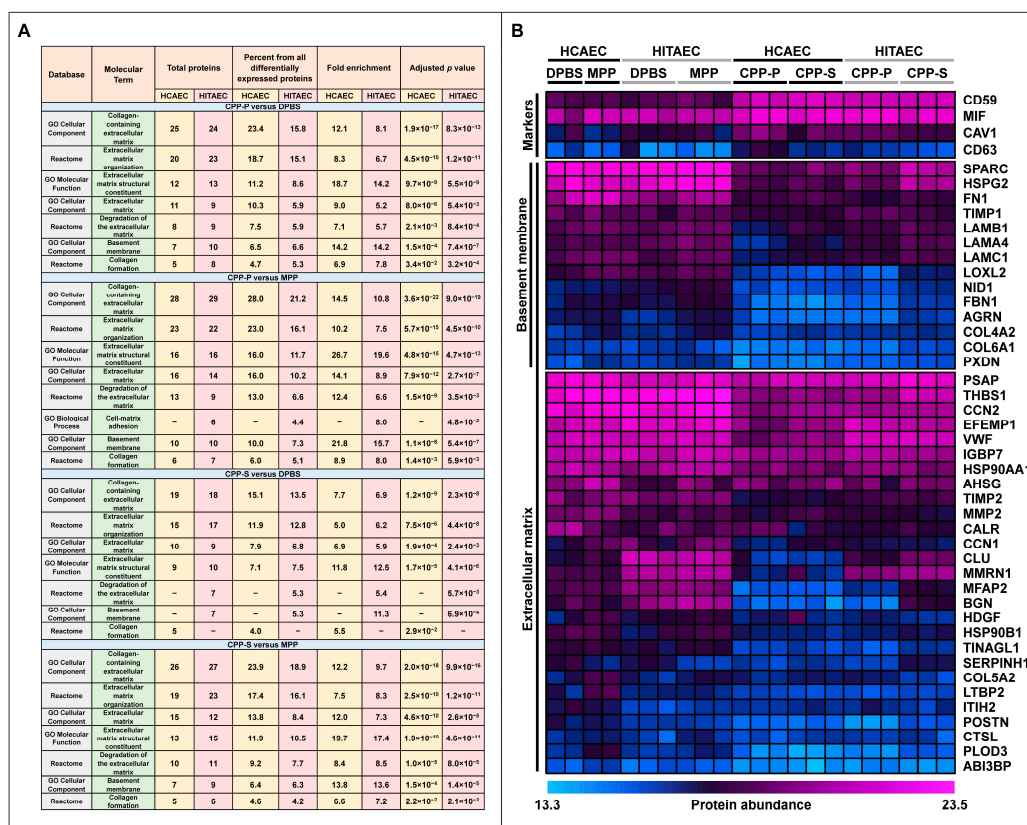 A
Database
Molecular Term
Total proteins
Percent from all differentially expressed proteins
Fold enrichment
Adjusted p value
HCAEC HITAEC HCAEC HITAEC HCAEC HITAEC HCAEC HITAEC
CPP-P versus DPBS
GO Cellular Component Collagen-containing extracellular matrix 25 24 23.4 15.8 12.1 8.1 1.9×10⁻¹⁷ 8.3×10⁻¹³
Reactome Extracellular matrix organization 20 23 18.7 15.1 8.3 6.7 4.5×10⁻¹⁰ 1.2×10⁻¹¹
GO Molecular Function Extracellular matrix structural constituent 12 13 11.2 8.6 18.7 14.2 9.7×10⁻⁹ 5.5×10⁻⁹
GO Cellular Component Extracellular matrix 11 9 10.3 5.9 9.0 5.2 8.0×10⁻⁶ 5.4×10⁻³
Reactome Degradation of the extracellular matrix 8 9 7.5 5.9 7.1 5.7 2.1×10⁻³ 8.4×10⁻⁴
GO Cellular Component Basement membrane 7 10 6.5 6.6 14.2 14.2 1.5×10⁻⁴ 7.4×10⁻⁷
Reactome Collagen formation 5 8 4.7 5.3 6.9 7.8 3.4×10⁻² 3.2×10⁻⁴
CPP-P versus MPP
GO Cellular Component Collagen-containing extracellular matrix 28 29 28.0 21.2 14.5 10.8 3.6×10⁻²² 9.0×10⁻¹⁹
Reactome Extracellular matrix organization 23 22 23.0 16.1 10.2 7.5 5.7×10⁻¹⁵ 4.5×10⁻¹⁰
GO Molecular Function Extracellular matrix structural constituent 16 16 16.0 11.7 26.7 19.6 4.8×10⁻¹⁵ 4.7×10⁻¹³
GO Cellular Component Extracellular matrix 16 14 16.0 10.2 14.1 8.9 7.9×10⁻¹² 2.7×10⁻⁷
Reactome Degradation of the extracellular matrix 13 9 13.0 6.6 12.4 6.6 1.5×10⁻⁹ 3.5×10⁻³
GO Biological Process Cell-matrix adhesion – 6 – 4.4 – 8.0 –
GO Cellular Component Basement membrane 10 10 10.0 7.3 21.8 15.7 1.1×10⁻⁸ 5.4×10⁻⁷
Reactome Collagen formation 6 7 6.0 5.1 8.9 8.0 1.4×10⁻³ 5.9×10⁻³
CPP-S versus DPBS
GO Cellular Component Collagen-containing extracellular matrix 19 18 15.1 13.5 7.7 6.9 1.2×10⁻⁹ 2.3×10⁻⁸
Reactome Extracellular matrix organization 15 17 11.9 12.8 5.0 6.2 7.5×10⁻⁶ 4.4×10⁻⁸
GO Cellular Component Extracellular matrix 10 9 7.9 6.8 6.9 5.9 1.9×10⁻⁴ 2.4×10⁻³
GO Molecular Function Extracellular matrix structural constituent 9 10 7.1 7.5 11.8 12.5 1.7×10⁻⁵ 4.1×10⁻⁶
Reactome Degradation of the extracellular matrix – 7 – 5.3 – 5.4 – 5.7×10⁻³
GO Cellular Component Basement membrane – 7 – 5.3 – 11.3 –
Reactome Collagen formation 5 – 4.0 – 5.5 – 2.9×10⁻² –
CPP-S versus MPP
GO Cellular Component Collagen-containing extracellular matrix 26 27 23.9 18.9 12.2 9.7 2.0×10⁻¹⁸ 9.9×10⁻¹⁶
Reactome Extracellular matrix organization 19 23 17.4 16.1 7.5 8.3 2.5×10⁻¹⁰ 1.2×10⁻¹¹
GO Cellular Component Extracellular matrix 15 12 13.8 8.4 12.0 7.3 4.6×10⁻¹⁰ 2.6×10⁻⁵
GO Molecular Function Extracellular matrix structural constituent 13 15 11.9 10.5 19.7 17.4
Reactome Degradation of the extracellular matrix 10 11 9.2 7.7 8.4 8.5 1.0×10⁻⁵ 8.0×10⁻⁵
GO Cellular Component Basement membrane 7 9 6.4 6.3 13.8 13.6 1.5×10⁻⁴ 1.4×10⁻⁵
Reactome Collagen formation 5 6 4.6 4.2 6.6 7.2
B
HCAEC HITAEC HCAEC HITAEC
DPBS MPP DPBS MPP CPP-P CPP-S CPP-P CPP-S
Markers
CD59
MIF
CAV1
CD63
Basement membrane
SPARC
HSPG2
FN1
TIMP1
LAMB1
LAMA4
LAMC1
LOXL2
NID1
FBN1
AGRN
COL4A2
COL6A1
PXDN
Extracellular matrix
PSAP
THBS1
CCN2
EFEMP1
VWF
IGBP7
HSP90AA1
AHSG
TIMP2
MMP2
CALR
CCN1
CLU
MMRN1
MFAP2
BGN
HDGF
HSP90B1
TINAGL1
SERPINH1
COL5A2
LTBP2
ITIH2
POSTN
CTSL
PLOD3
ABI3BP
13.3 Protein abundance 23.5